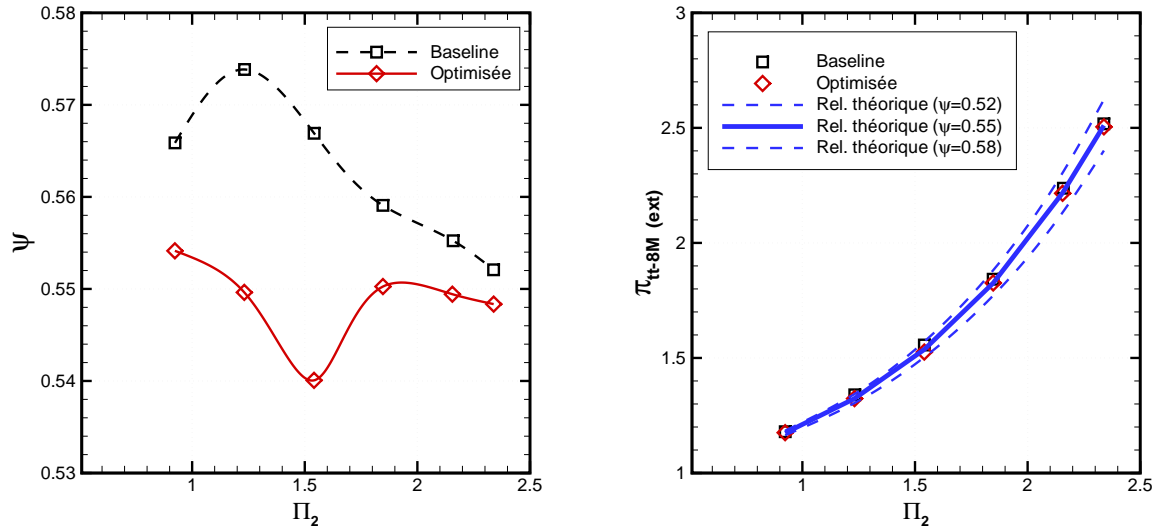 0.58
0.57
0.56
0.55
0.54
0.53
ψ
1
1.5
2
2.5
Π2
Baseline
Optimisée
3
2.5
2
1.5
1
πtt-8M (ext)
1
1.5
2
2.5
Π2
Baseline
Optimisée
Rel. théorique (ψ=0.52)
Rel. théorique (ψ=0.55)
Rel. théorique (ψ=0.58)